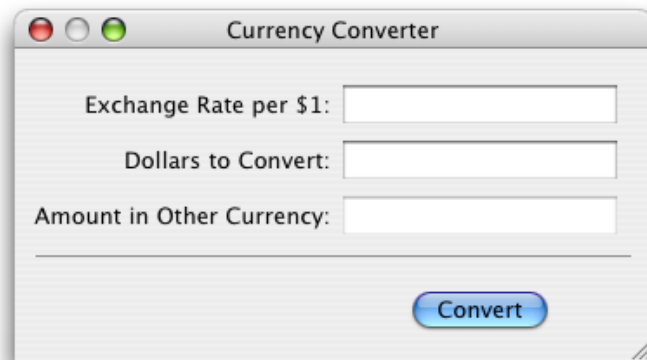 Currency Converter
Exchange Rate per $1:
Dollars to Convert:
Amount in Other Currency:
Convert